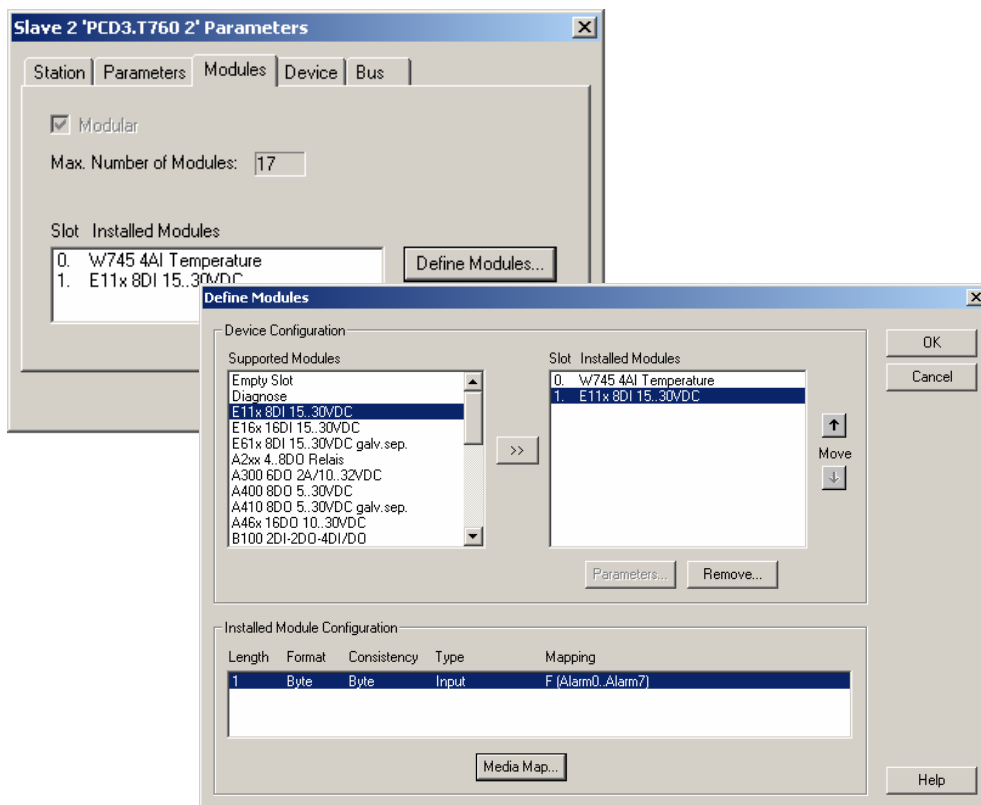 Slave 2 'PCD3.T760 2' Parameters
Station Parameters Modules Device Bus
Modular
Max. Number of Modules: 17
Slot Installed Modules
0. W745 4AI Temperature
1. E11x 8DI 15..30VDC
Define Modules...
Define Modules
Device Configuration
Supported Modules
Empty Slot
Diagnose
E11x 8DI 15..30VDC
E16x 16DI 15..30VDC
E61x 8DI 15..30VDC galv.sep.
A2xx 4..8DO Relais
A300 6DO 2A/10..32VDC
A400 8DO 5..30VDC
A410 8DO 5..30VDC galv.sep.
A46x 16DO 10..30VDC
B100 2DI-2DO-4DI/DO
>>
Slot Installed Modules
0. W745 4AI Temperature
1. E11x 8DI 15..30VDC
Move
Parameters... Remove...
OK
Cancel
Installed Module Configuration
Length Format Consistency Type Mapping
1 Byte Byte Input F (Alarm0..Alarm7)
Media Map...
Help